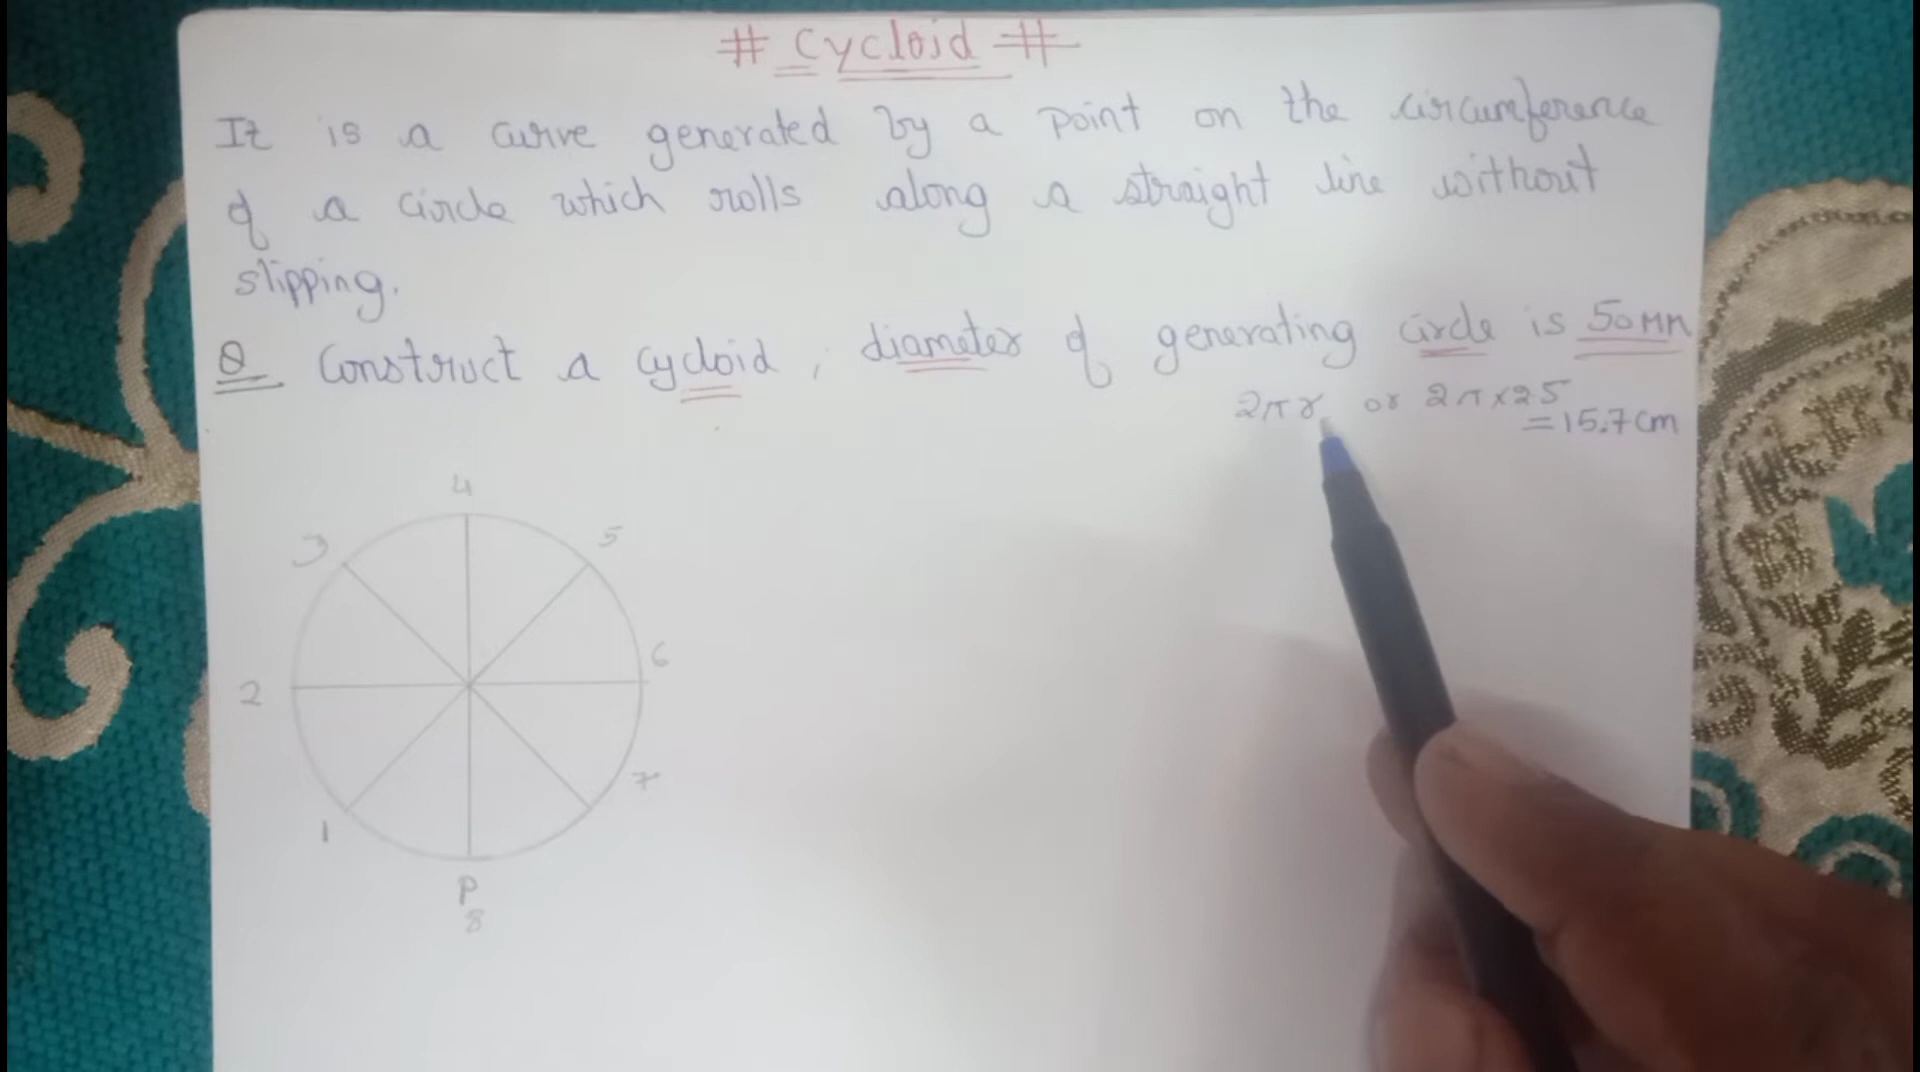 # Cycloid #
It is a curve generated by a point on the circumference
of a circle which rolls along a straight line without
slipping.
Q Construct a cycloid, diameter of generating circle is 50mm
2πr or 2π×25
=15.7cm
4
3
5
6
2
7
1
P
8